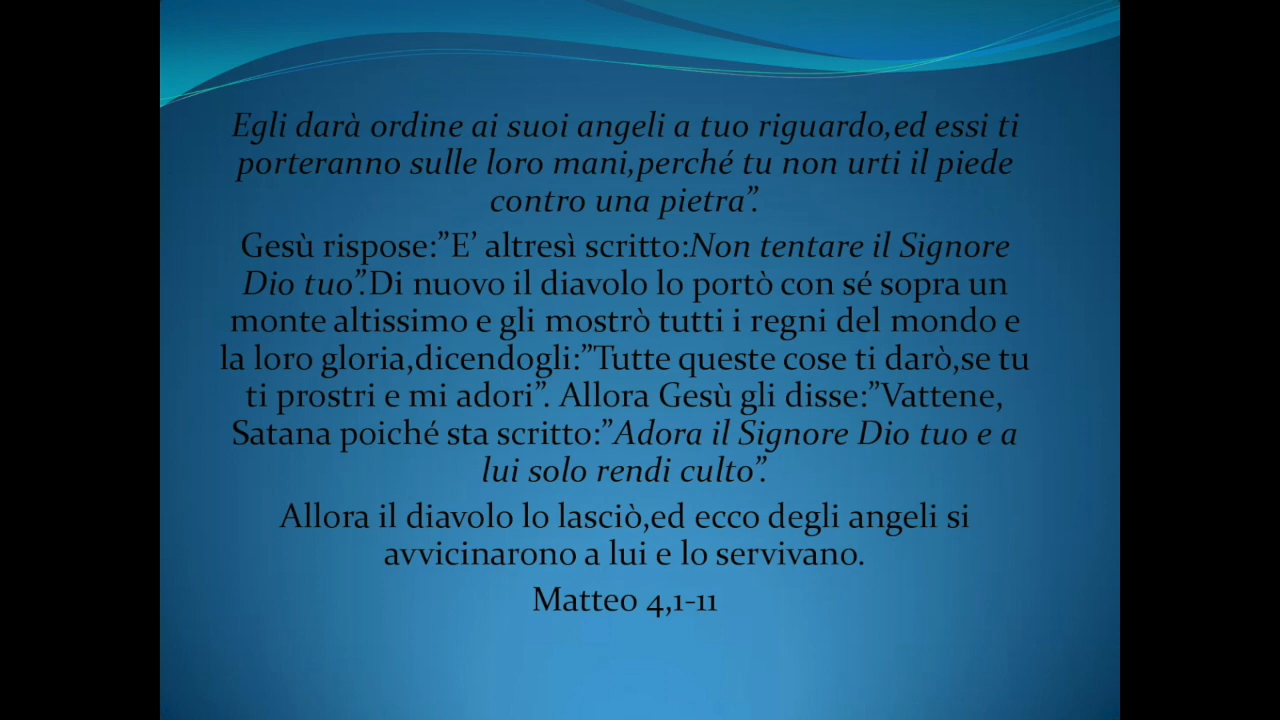 Egli darà ordine ai suoi angeli a tuo riguardo,ed essi ti
porteranno sulle loro mani,perché tu non urti il piede
contro una pietra”.
Gesù rispose:”E’ altresì scritto:Non tentare il Signore
Dio tuo”.Di nuovo il diavolo lo portò con sé sopra un
monte altissimo e gli mostrò tutti i regni del mondo e
la loro gloria,dicendogli:”Tutte queste cose ti darò,se tu
ti prostri e mi adori”. Allora Gesù gli disse:”Vattene,
Satana poiché sta scritto:”Adora il Signore Dio tuo e a
lui solo rendi culto”.
Allora il diavolo lo lasciò,ed ecco degli angeli si
avvicinarono a lui e lo servivano.
Matteo 4,1-11